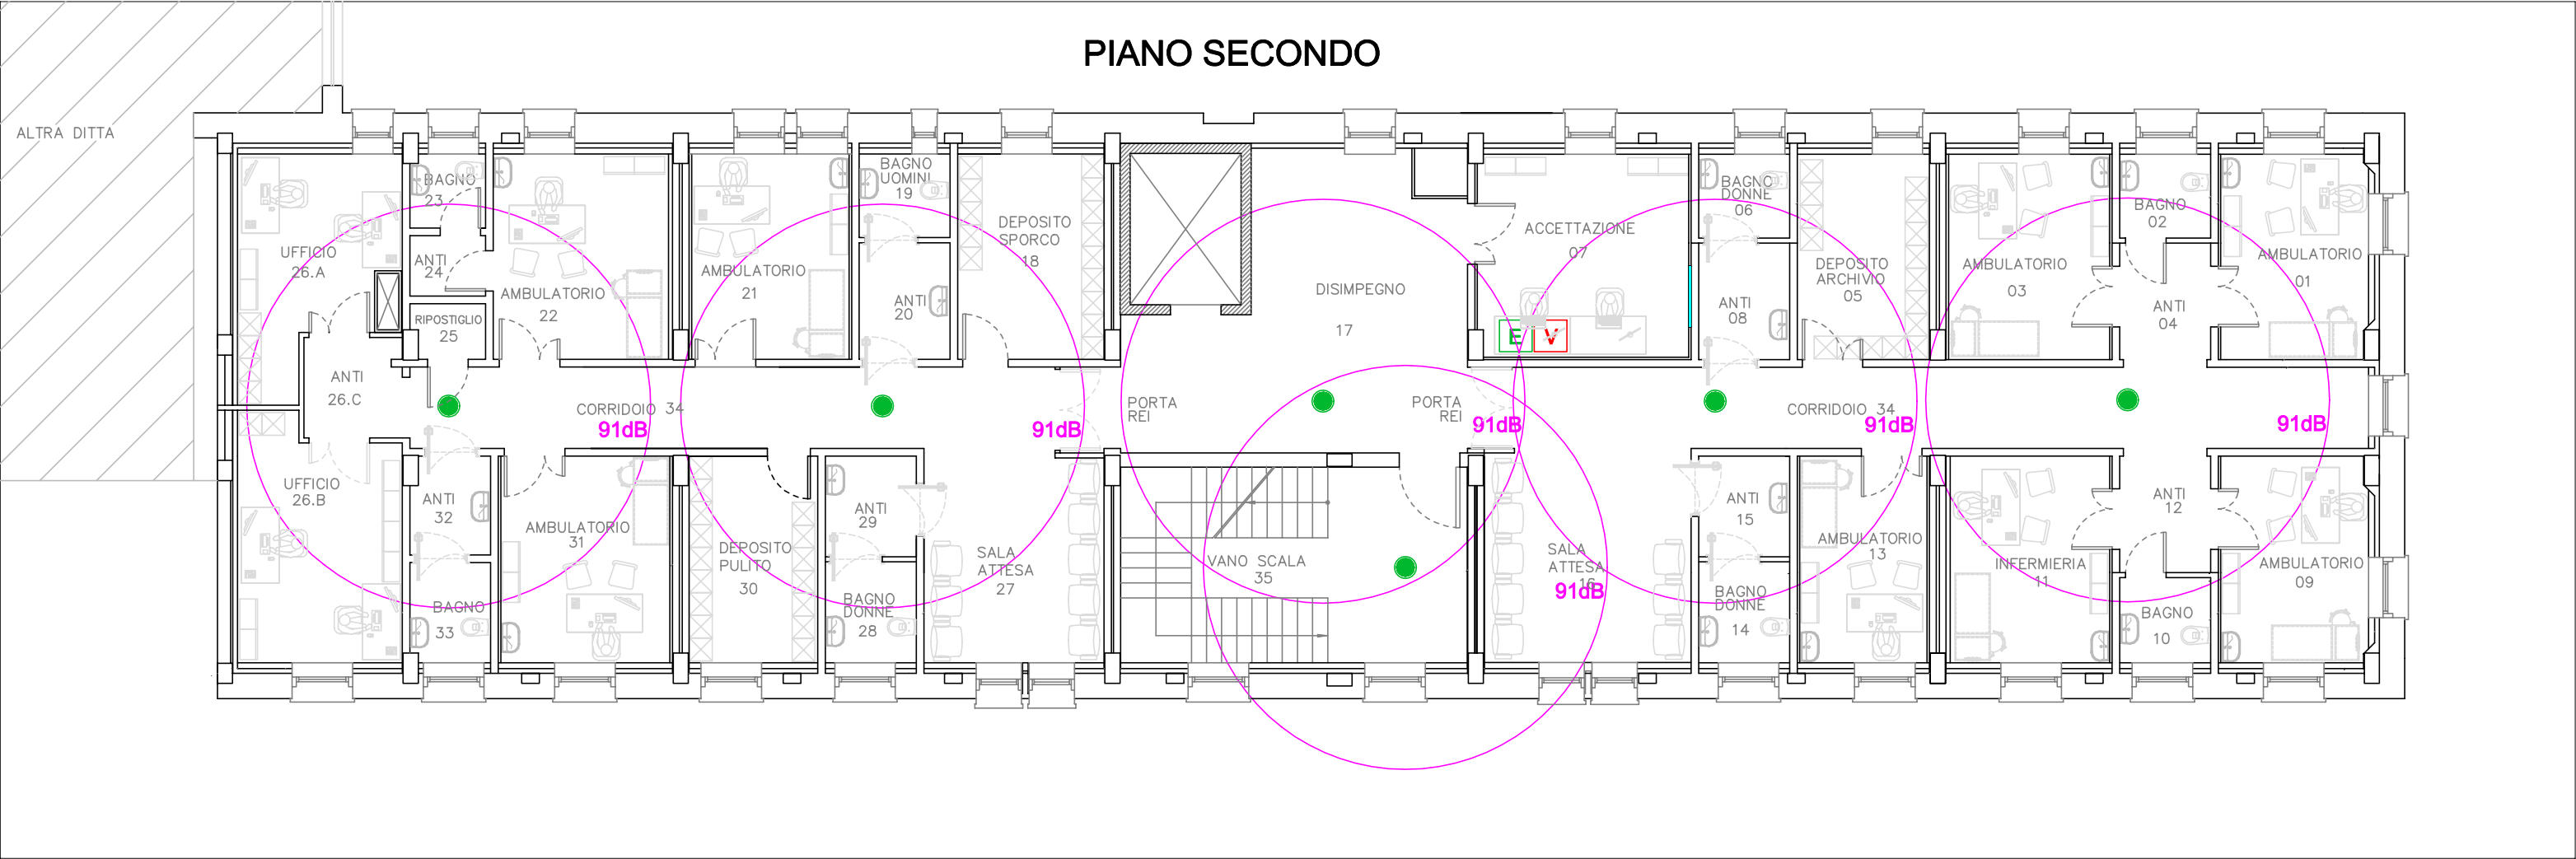 PIANO SECONDO
ALTRA DITTA
UFFICIO
26.A
BAGNO
23
ANTI
24
RIPOSTIGLIO
25
AMBULATORIO
22
AMBULATORIO
21
BAGNO
UOMINI
19
ANTI
20
DEPOSITO
SPORCO
18
DISIMPEGNO
17
ACCETTAZIONE
07
E
V
BAGNO
DONNE
06
ANTI
08
DEPOSITO
ARCHIVIO
05
AMBULATORIO
03
BAGNO
02
ANTI
04
AMBULATORIO
01
ANTI
26.C
CORRIDOIO 34
91dB
91dB
PORTA
REI
PORTA
REI
91dB
CORRIDOIO 34
91dB
91dB
UFFICIO
26.B
ANTI
32
BAGNO
33
AMBULATORIO
31
DEPOSITO
PULITO
30
ANTI
29
BAGNO
DONNE
28
SALA
ATTESA
27
VANO SCALA
35
SALA
ATTESA
16
91dB
ANTI
15
BAGNO
DONNE
14
AMBULATORIO
13
INFERMIERIA
11
ANTI
12
BAGNO
10
AMBULATORIO
09